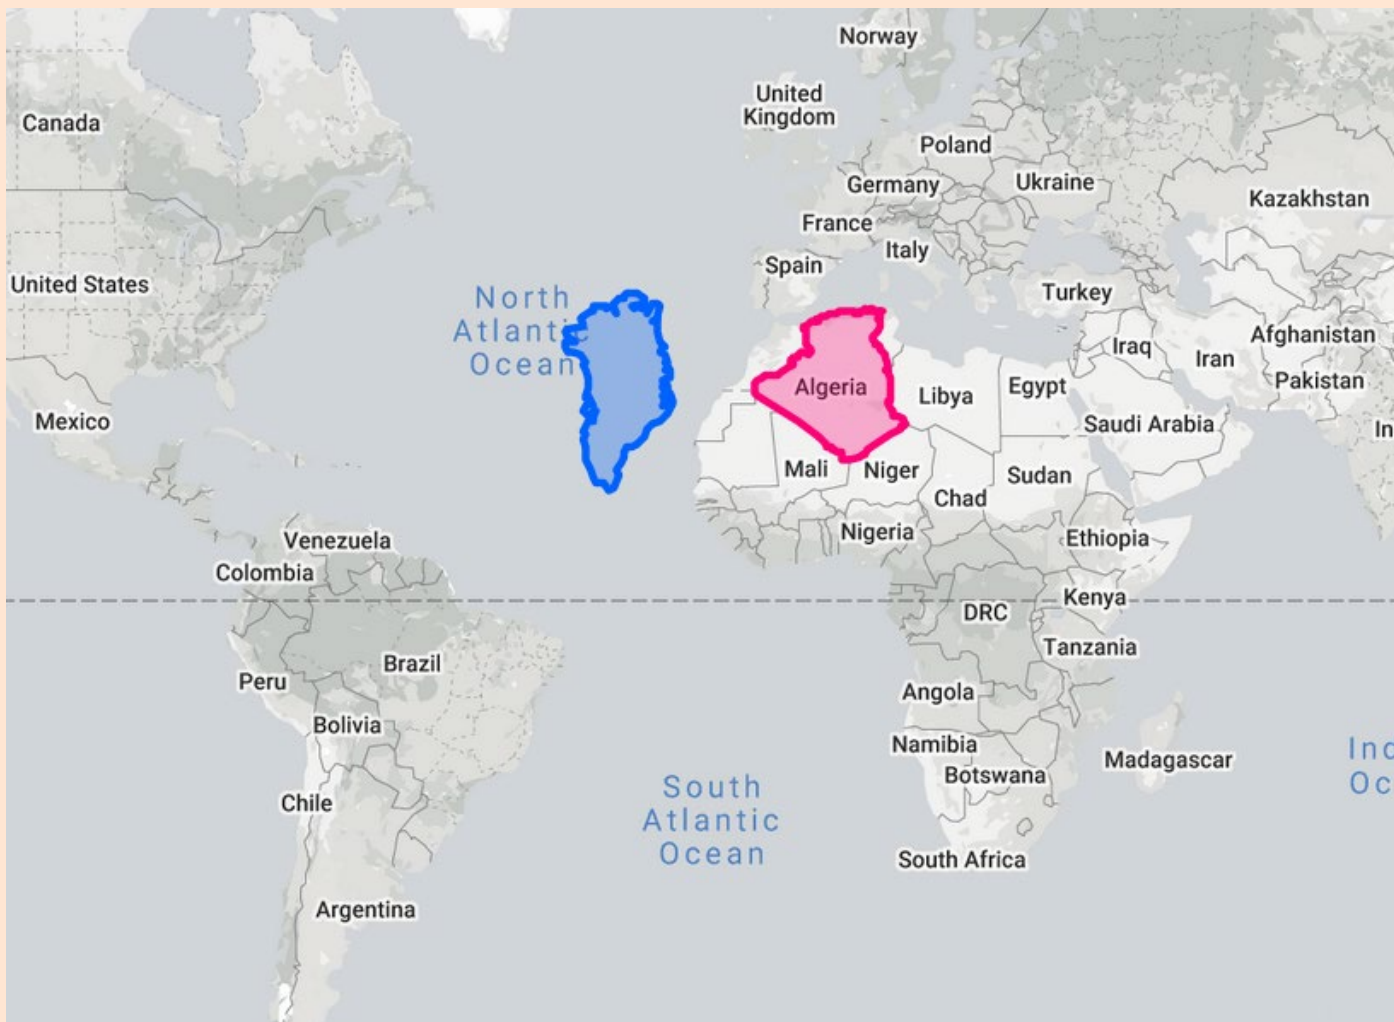 Norway
United
Kingdom
Canada
Poland
Germany
Ukraine
Kazakhstan
France
Italy
Spain
United States
North
Atlantic
Ocean
Turkey
Afghanistan
Iraq
Iran
Pakistan
Algeria
Libya
Egypt
Mexico
Saudi Arabia
In
Mali
Niger
Sudan
Chad
Nigeria
Ethiopia
Venezuela
Colombia
Kenya
DRC
Tanzania
Brazil
Peru
Angola
Bolivia
Namibia
Botswana
Madagascar
Ind
Oc
South
Atlantic
Ocean
Chile
South Africa
Argentina